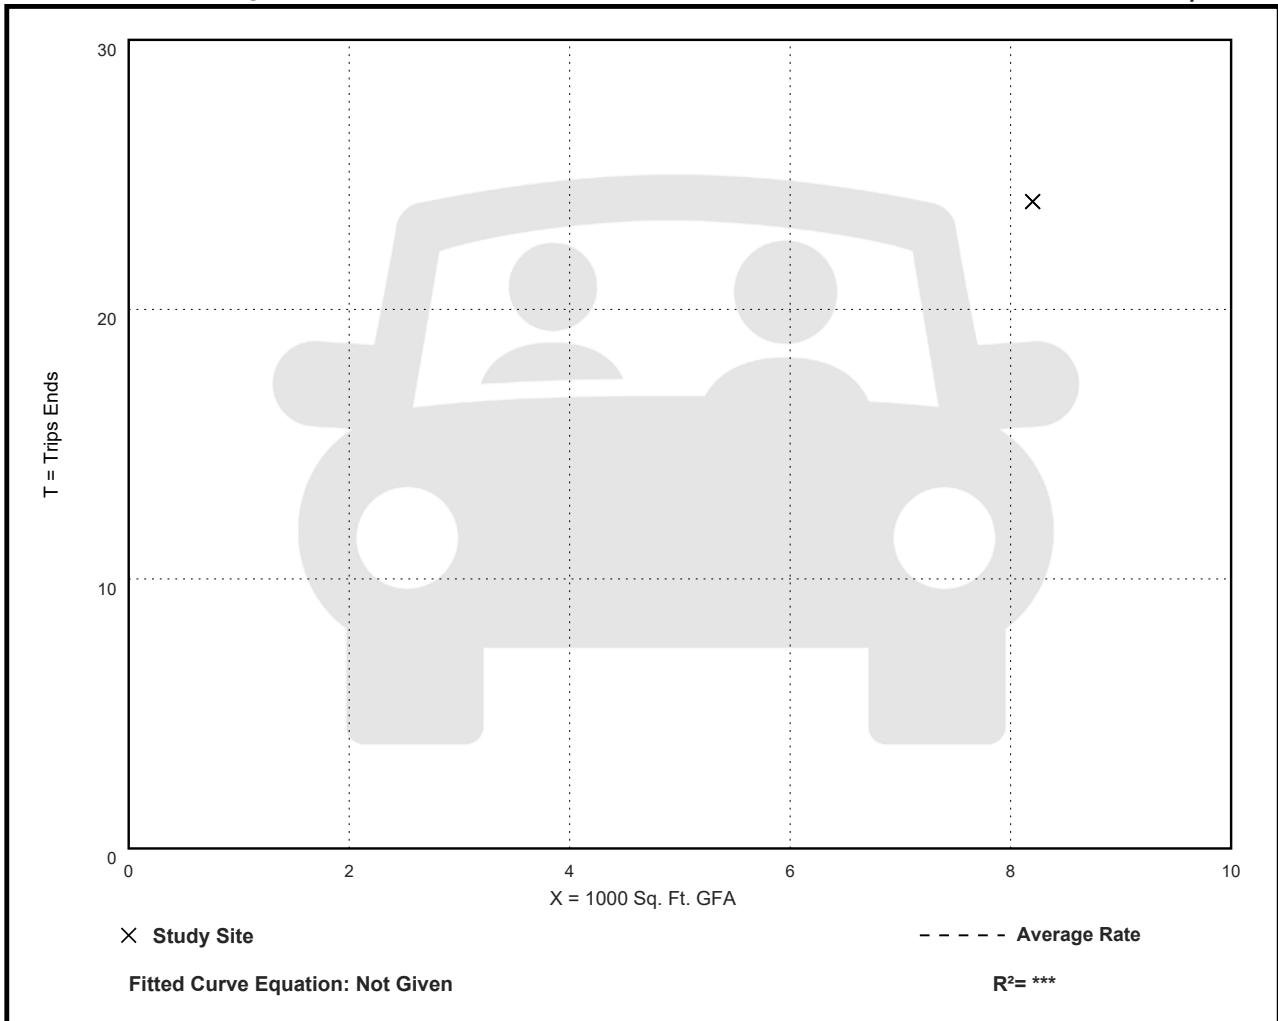 30
20
10
0
T = Trips Ends
0 2 4 6 8 10
X = 1000 Sq. Ft. GFA
Study Site
Average Rate
Fitted Curve Equation: Not Given
R²= ***